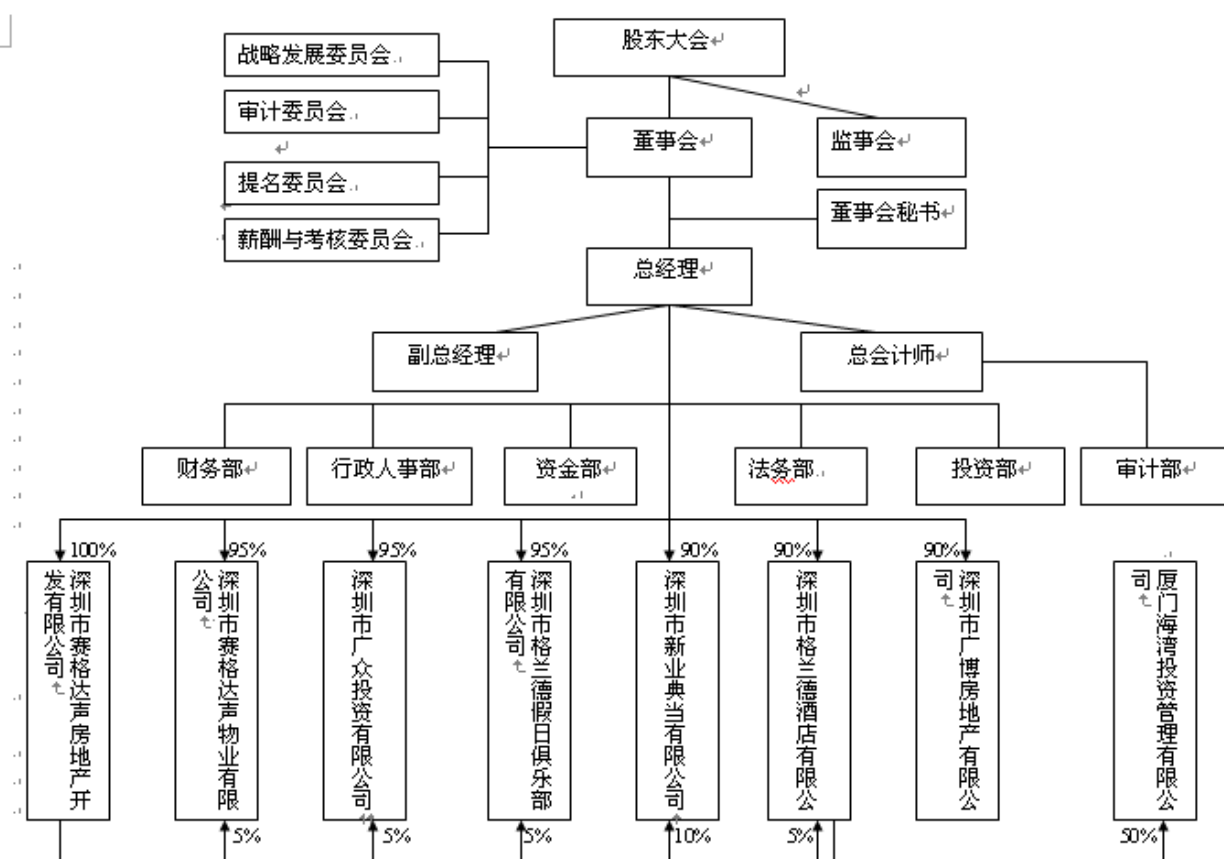 股东大会
战略发展委员会
审计委员会
董事会
监事会
提名委员会
董事会秘书
薪酬与考核委员会
总经理
副总经理
总会计师
财务部
行政人事部
资金部
法务部
投资部
审计部
100%
95%
95%
95%
90%
90%
90%
深圳市赛格达声房地产开
发有限公司
深圳市赛格达声物业有限
公司
深圳市广众投资有限公司
深圳市格兰德假日俱乐部
有限公司
深圳市新业典当有限公司
深圳市格兰德酒店有限公
深圳市广博房地产有限公
司
厦门海湾投资管理有限公
司
5%
5%
5%
10%
5%
50%